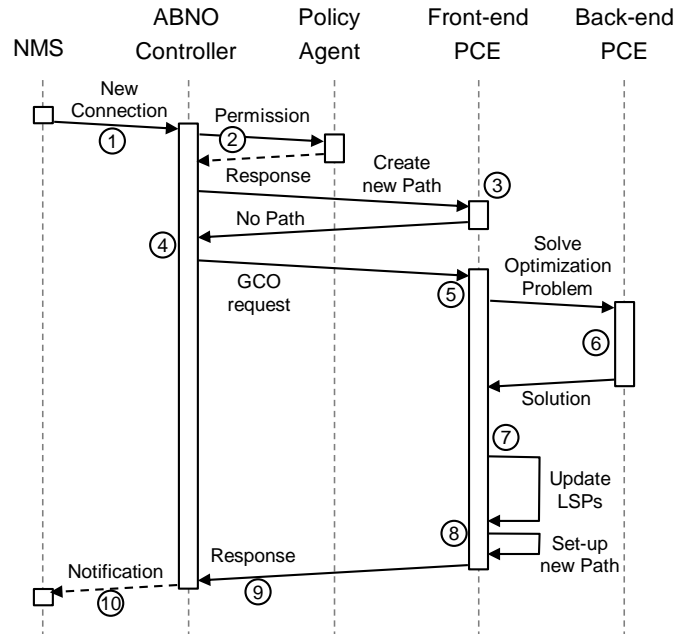 NMS
ABNO
Controller
Policy
Agent
Front-end
PCE
Back-end
PCE
New
Connection
1
Permission
2
Response
Create
new Path
3
No Path
4
GCO
request
5
Solve
Optimization
Problem
6
Solution
7
Update
LSPs
8
Set-up
new Path
Response
9
Notification
10